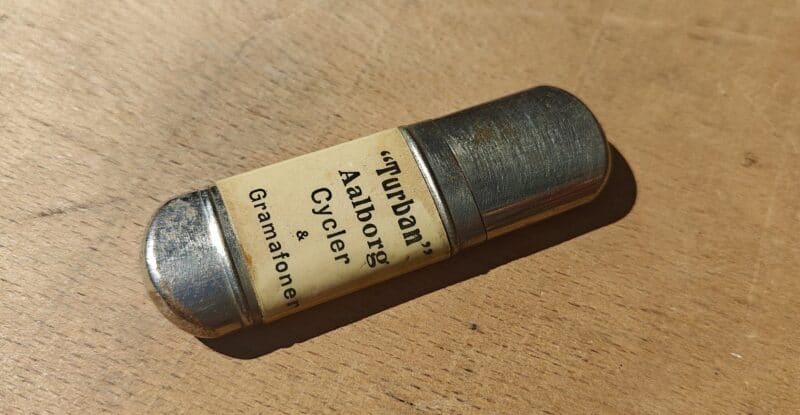 “Turban”
Aalborg
Cycler
&
Gramafoner